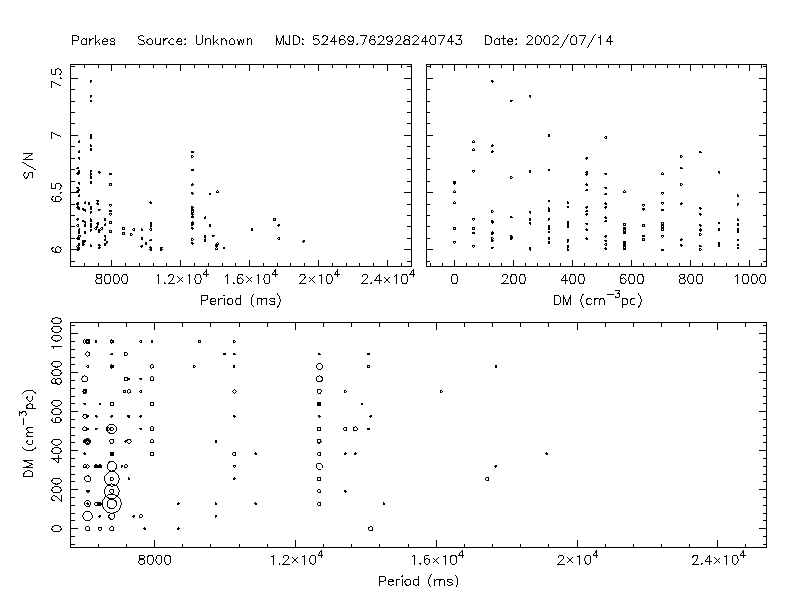 Parkes Source: Unknown MJD: 52469.762928240743 Date: 2002/07/14
S/N
7.5
7
6.5
6
8000 1.2×10⁴ 1.6×10⁴ 2×10⁴ 2.4×10⁴
Period (ms)
0 200 400 600 800 1000
DM (cm⁻³pc)
DM (cm⁻³pc)
1000
800
600
400
200
0
8000 1.2×10⁴ 1.6×10⁴ 2×10⁴ 2.4×10⁴
Period (ms)